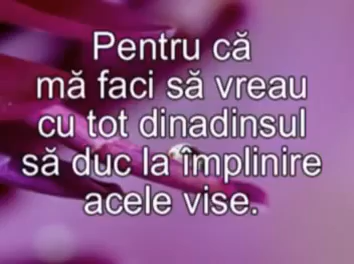 Pentru că
mă faci să vreau
cu tot dinadinsul
să duc la împlinire
acele vise.